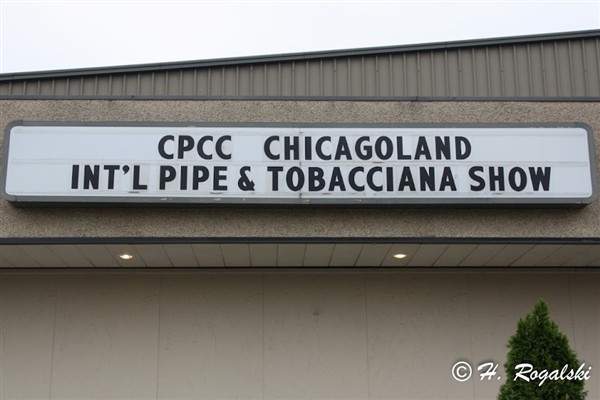 CPCC CHICAGOLAND
INT'L PIPE & TOBACCIANA SHOW
© H. Rogalski